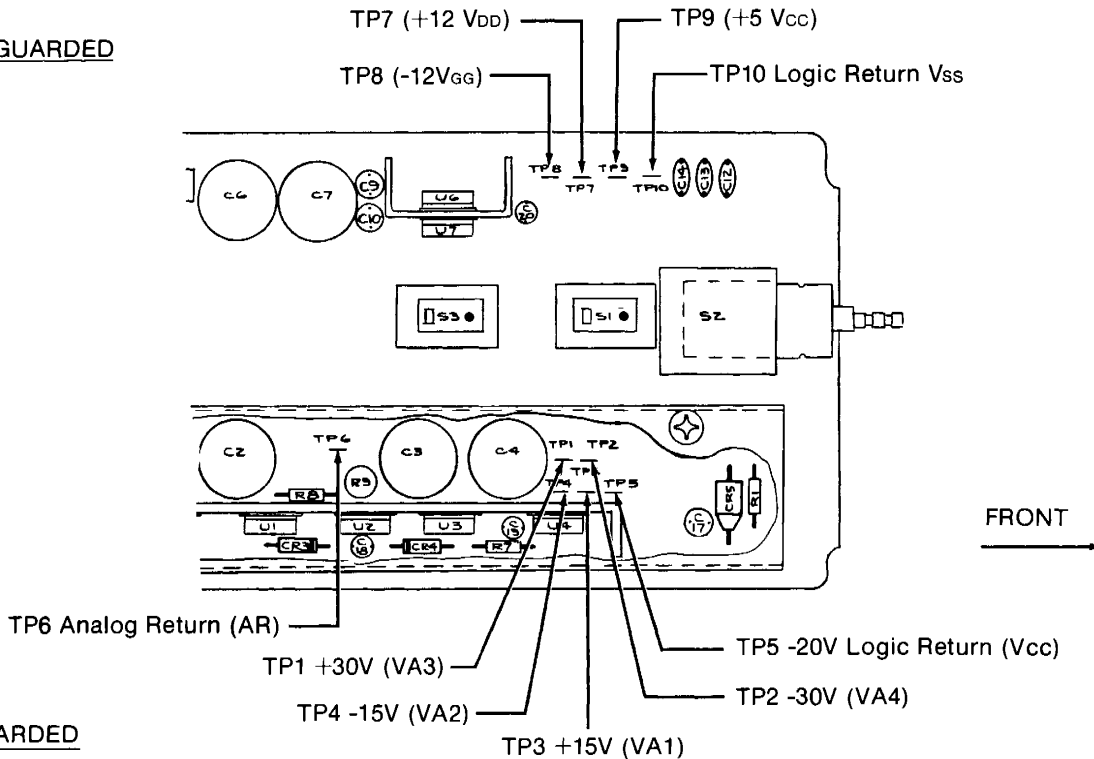 TP7 (+12 VDD)
TP9 (+5 VCC)
GUARDED
TP8 (-12VGG)
TP10 Logic Return VSS
TP8
TP7
TP9
TP10
C14
C13
C12
C6
C7
C9
C10
U6
U7
C20
S3
S1
S2
C2
TP6
C3
C4
TP1
TP2
R9
TP4
TP5
R8
CR5
R1
U1
U2
U3
U4
C17
CR3
C18
CR4
R7
FRONT
TP6 Analog Return (AR)
TP5 -20V Logic Return (Vcc)
TP1 +30V (VA3)
TP2 -30V (VA4)
TP4 -15V (VA2)
ARDED
TP3 +15V (VA1)